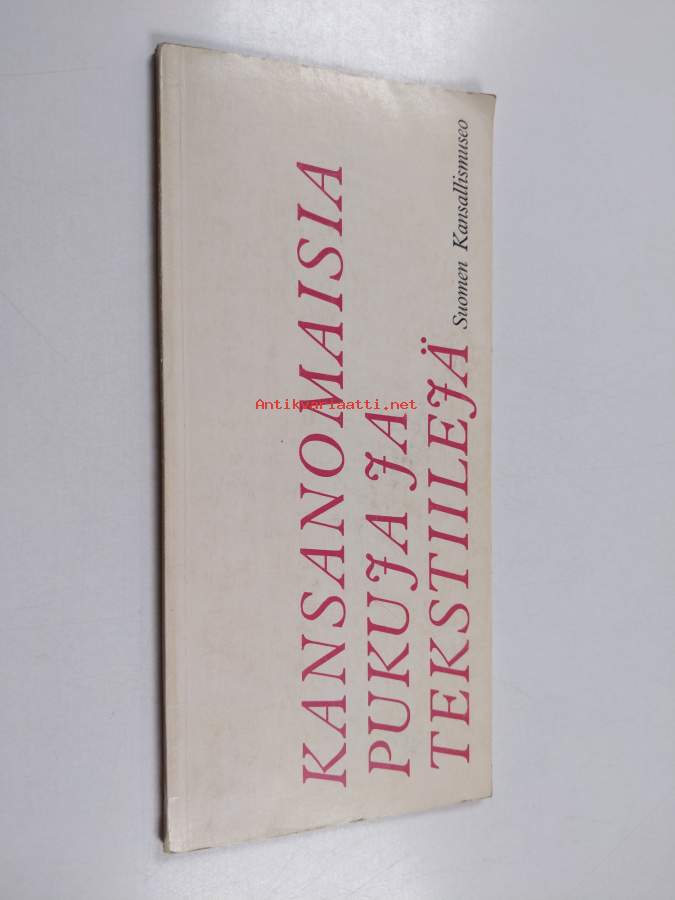 KANSANOMAISIA
PUKUJA JA
TEKSTIILEJÄ
Suomen Kansallismuseo
Antikvariaatti.net